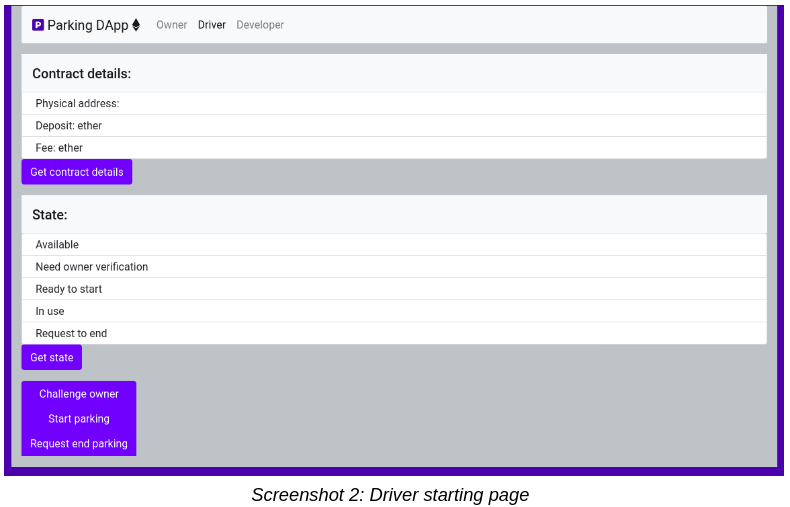 P Parking DApp Owner Driver Developer
Contract details:
Physical address:
Deposit: ether
Fee: ether
Get contract details
State:
Available
Need owner verification
Ready to start
In use
Request to end
Get state
Challenge owner
Start parking
Request end parking
Screenshot 2: Driver starting page